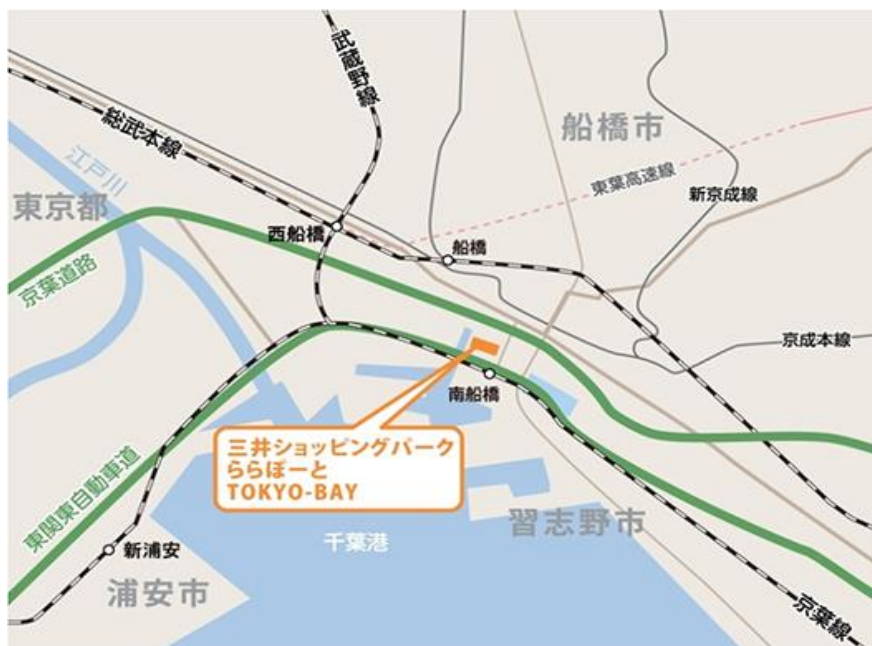 武蔵野線
総武本線
船橋市
江戸川
東葉高速線
新京成線
東京都
西船橋
船橋
京葉道路
京成本線
南船橋
三井ショッピングパーク
ららぽーと
TOKYO-BAY
東関東自動車道
習志野市
千葉港
新浦安
浦安市
京葉線